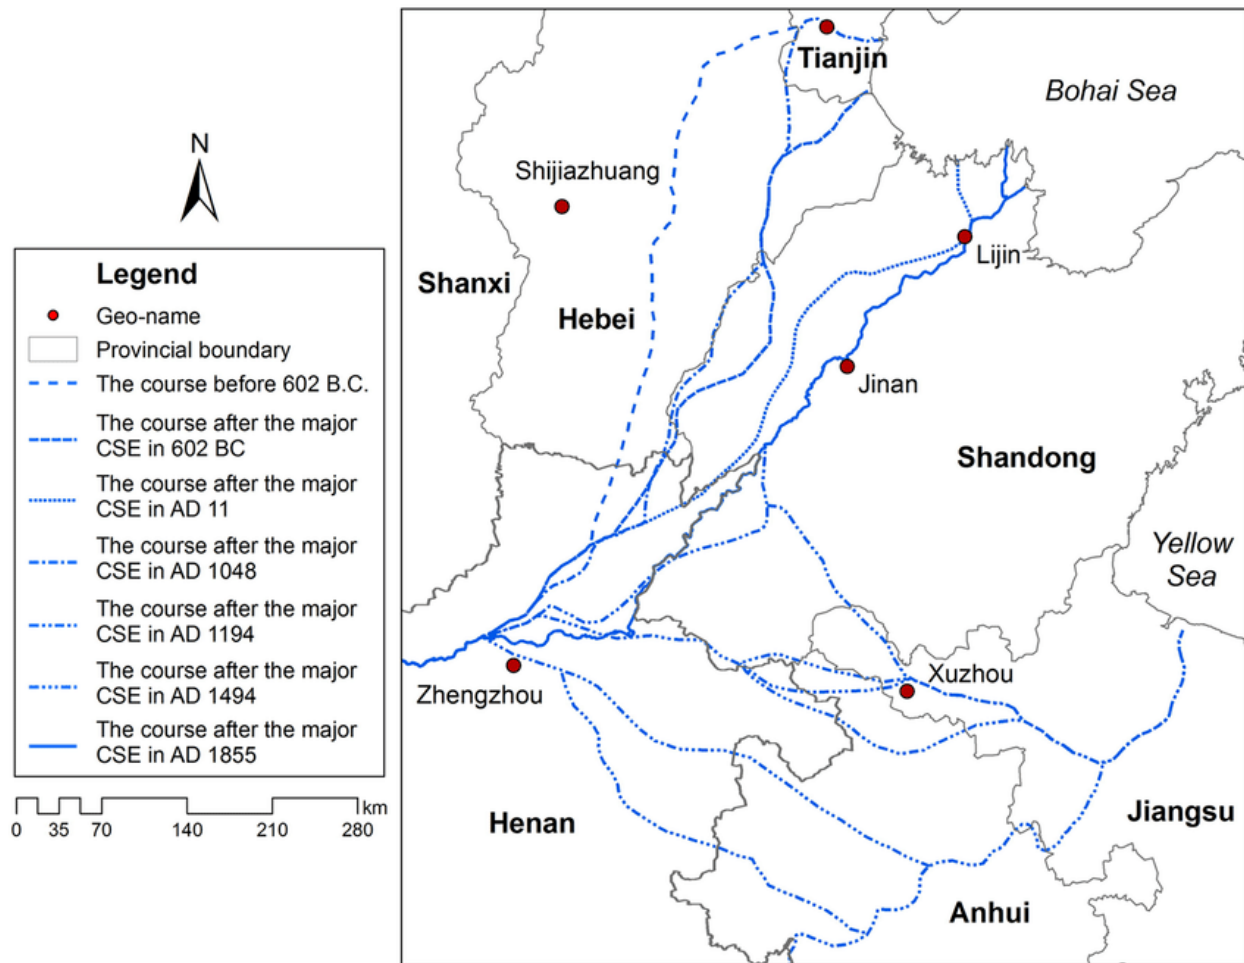 N
Legend
Geo-name
Provincial boundary
The course before 602 B.C.
The course after the major
CSE in 602 BC
The course after the major
CSE in AD 11
The course after the major
CSE in AD 1048
The course after the major
CSE in AD 1194
The course after the major
CSE in AD 1494
The course after the major
CSE in AD 1855
km
0 35 70 140 210 280
Tianjin
Bohai Sea
Shijiazhuang
Lijin
Shanxi
Hebei
Jinan
Shandong
Yellow
Sea
Xuzhou
Zhengzhou
Henan
Jiangsu
Anhui